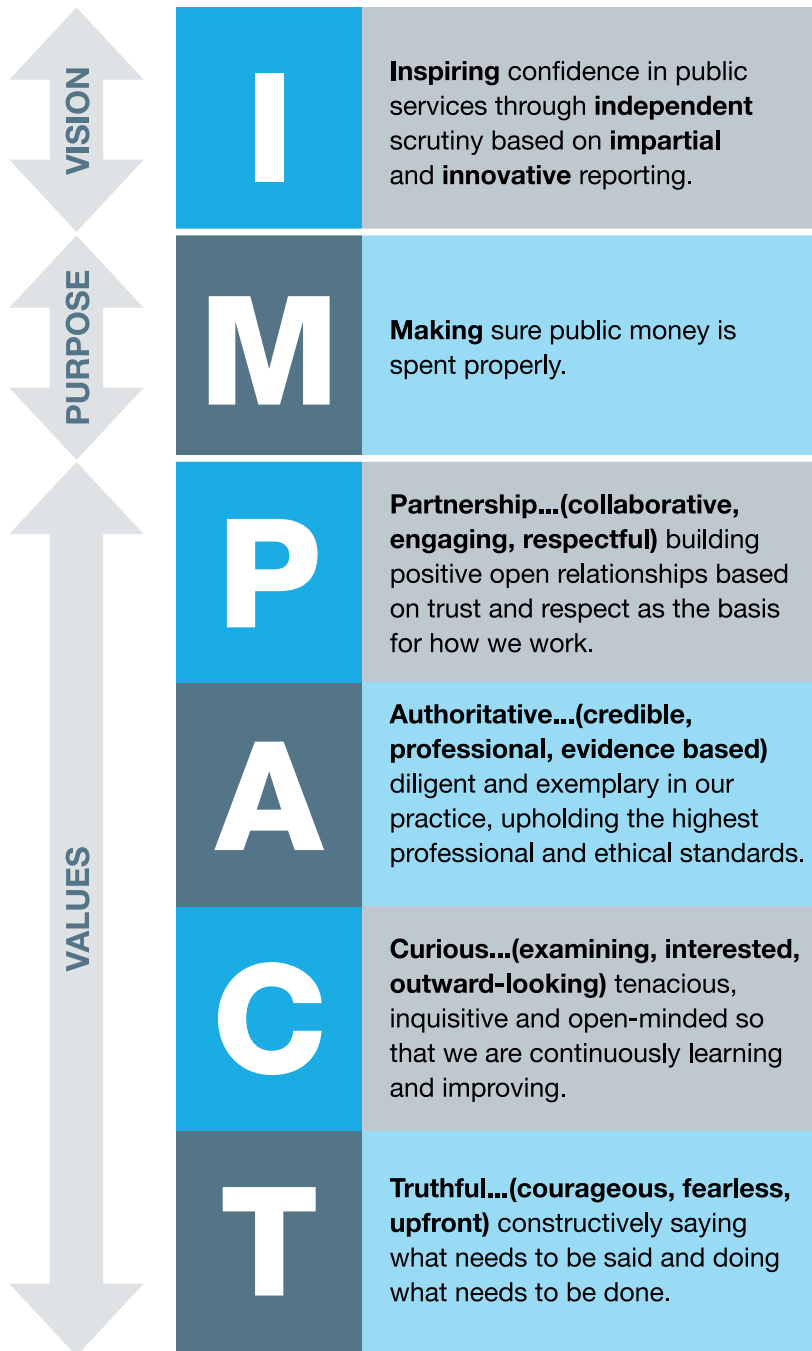 VISION
I
Inspiring confidence in public
services through independent
scrutiny based on impartial
and innovative reporting.
PURPOSE
M
Making sure public money is
spent properly.
VALUES
P
Partnership...(collaborative,
engaging, respectful) building
positive open relationships based
on trust and respect as the basis
for how we work.
A
Authoritative...(credible,
professional, evidence based)
diligent and exemplary in our
practice, upholding the highest
professional and ethical standards.
C
Curious...(examining, interested,
outward-looking) tenacious,
inquisitive and open-minded so
that we are continuously learning
and improving.
T
Truthful...(courageous, fearless,
upfront) constructively saying
what needs to be said and doing
what needs to be done.